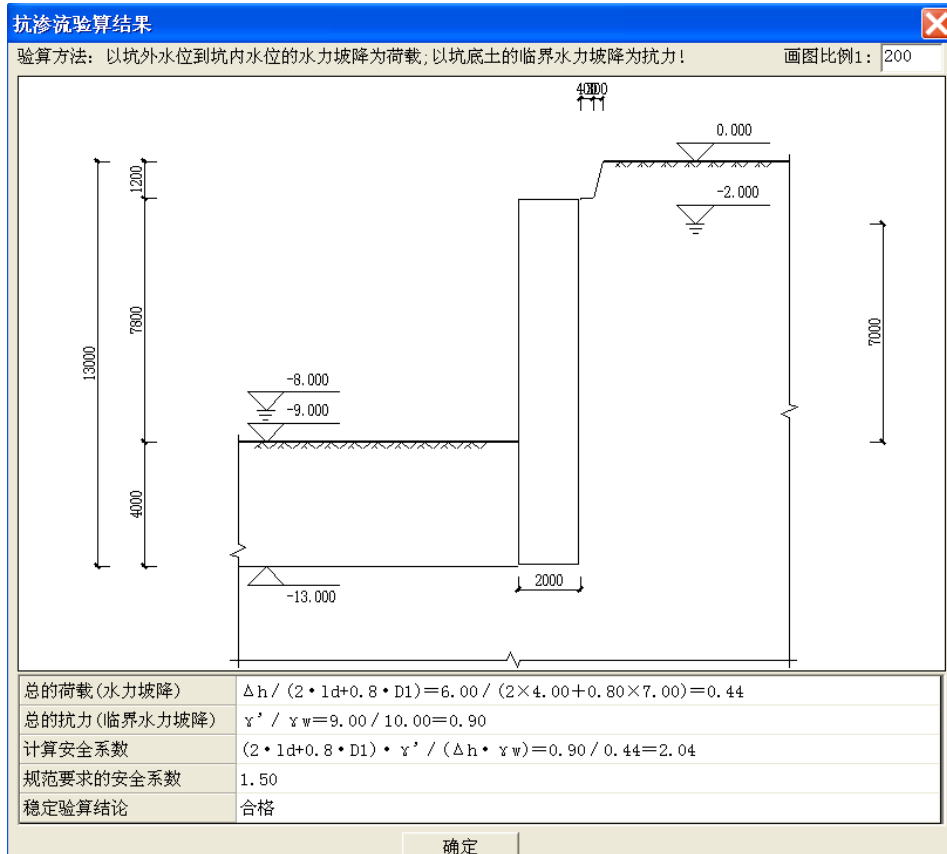 抗渗流验算结果
验算方法: 以坑外水位到坑内水位的水力坡降为荷载;以坑底土的临界水力坡降为抗力!
画图比例1: 200
0.000
1200
-2.000
7800
7000
13000
-8.000
-9.000
4000
2000
-13.000
总的荷载(水力坡降) Δh/(2·ld+0.8·D1)=6.00/(2×4.00+0.80×7.00)=0.44
总的抗力(临界水力坡降) γ'/γw=9.00/10.00=0.90
计算安全系数 (2·ld+0.8·D1)·γ'/(Δh·γw)=0.90/0.44=2.04
规范要求的安全系数 1.50
稳定验算结论 合格
确定